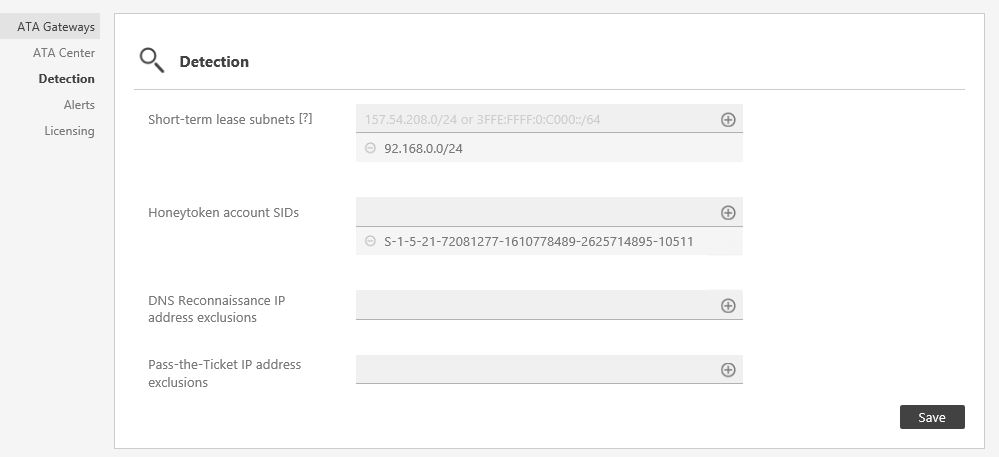 ATA Gateways
ATA Center
Detection
Alerts
Licensing
Detection
Short-term lease subnets [?]
157.54.208.0/24 or 3FFE:FFFF:0:C000::/64
92.168.0.0/24
Honeytoken account SIDs
S-1-5-21-72081277-1610778489-2625714895-10511
DNS Reconnaissance IP
address exclusions
Pass-the-Ticket IP address
exclusions
Save